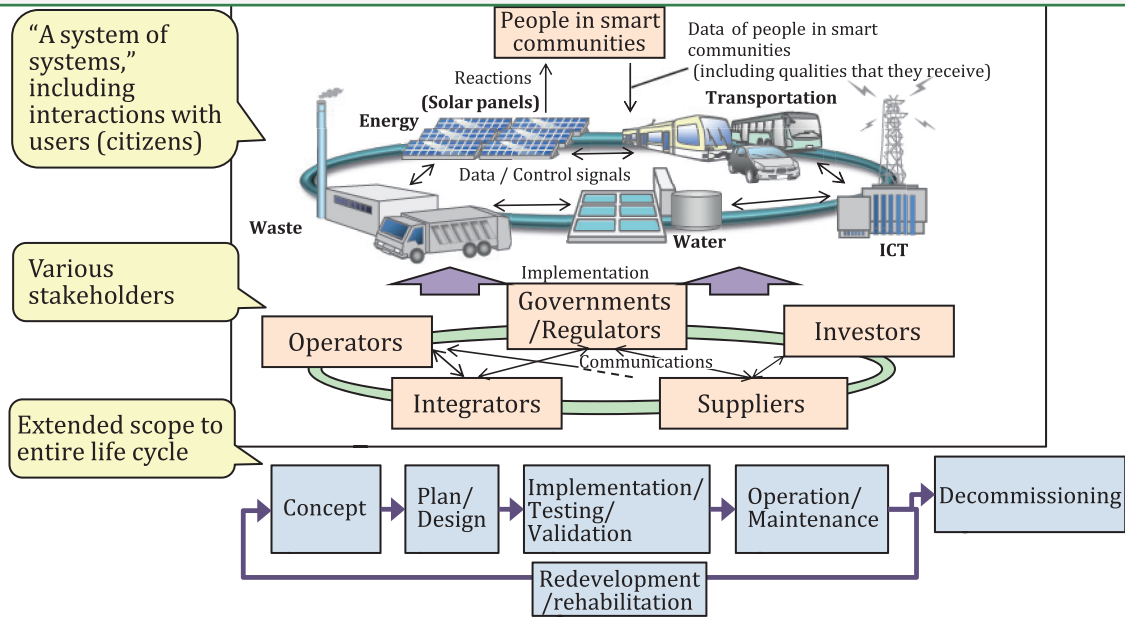 “A system of
systems,”
including
interactions with
users (citizens)
People in smart
communities
Data of people in smart
communities
(including qualities that they receive)
Reactions
(Solar panels)
Energy
Transportation
Data / Control signals
Waste
Water
ICT
Various
stakeholders
Implementation
Governments
/Regulators
Operators
Investors
Communications
Integrators
Suppliers
Extended scope to
entire life cycle
Concept
Plan/
Design
Implementation/
Testing/
Validation
Operation/
Maintenance
Decommissioning
Redevelopment
/rehabilitation